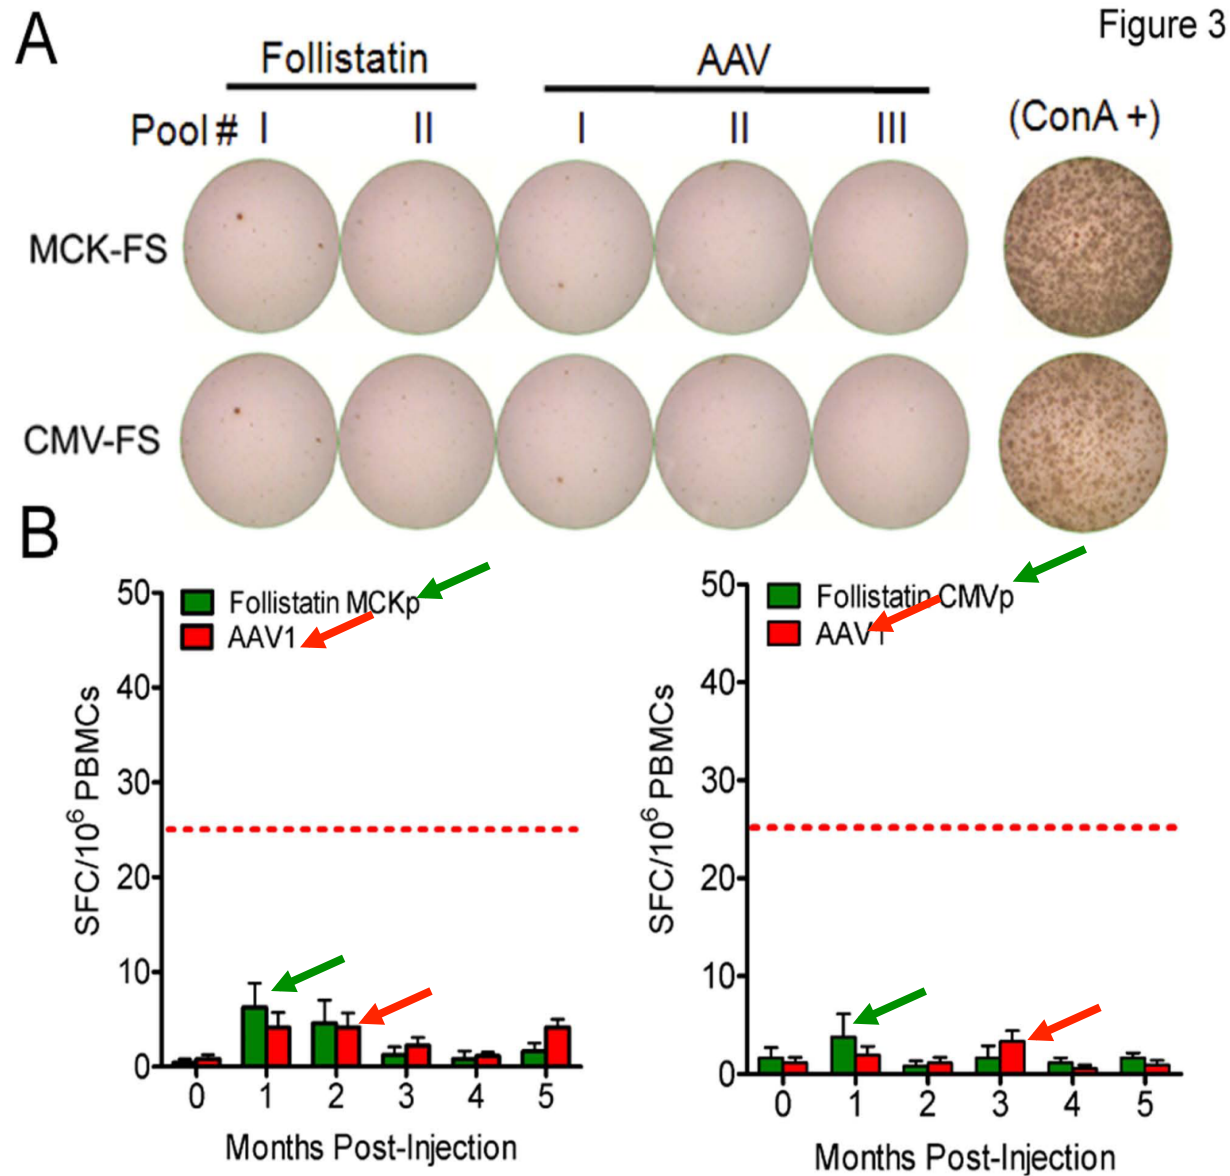 Figure 3
A
Follistatin AAV
Pool # I II I II III (ConA +)
MCK-FS
CMV-FS
B
50
40
30
20
10
0
SFC/10⁶ PBMCs
Follistatin MCKp
AAV1
0 1 2 3 4 5
Months Post-Injection
50
40
30
20
10
0
SFC/10⁶ PBMCs
Follistatin CMVp
AAV1
0 1 2 3 4 5
Months Post-Injection